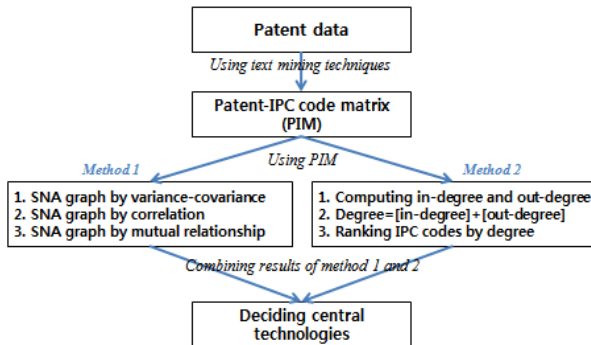 Patent data
Using text mining techniques
Patent-IPC code matrix
(PIM)
Using PIM
Method 1
Method 2
1. SNA graph by variance-covariance
2. SNA graph by correlation
3. SNA graph by mutual relationship
1. Computing in-degree and out-degree
2. Degree=[in-degree]+[out-degree]
3. Ranking IPC codes by degree
Combining results of method 1 and 2
Deciding central
technologies